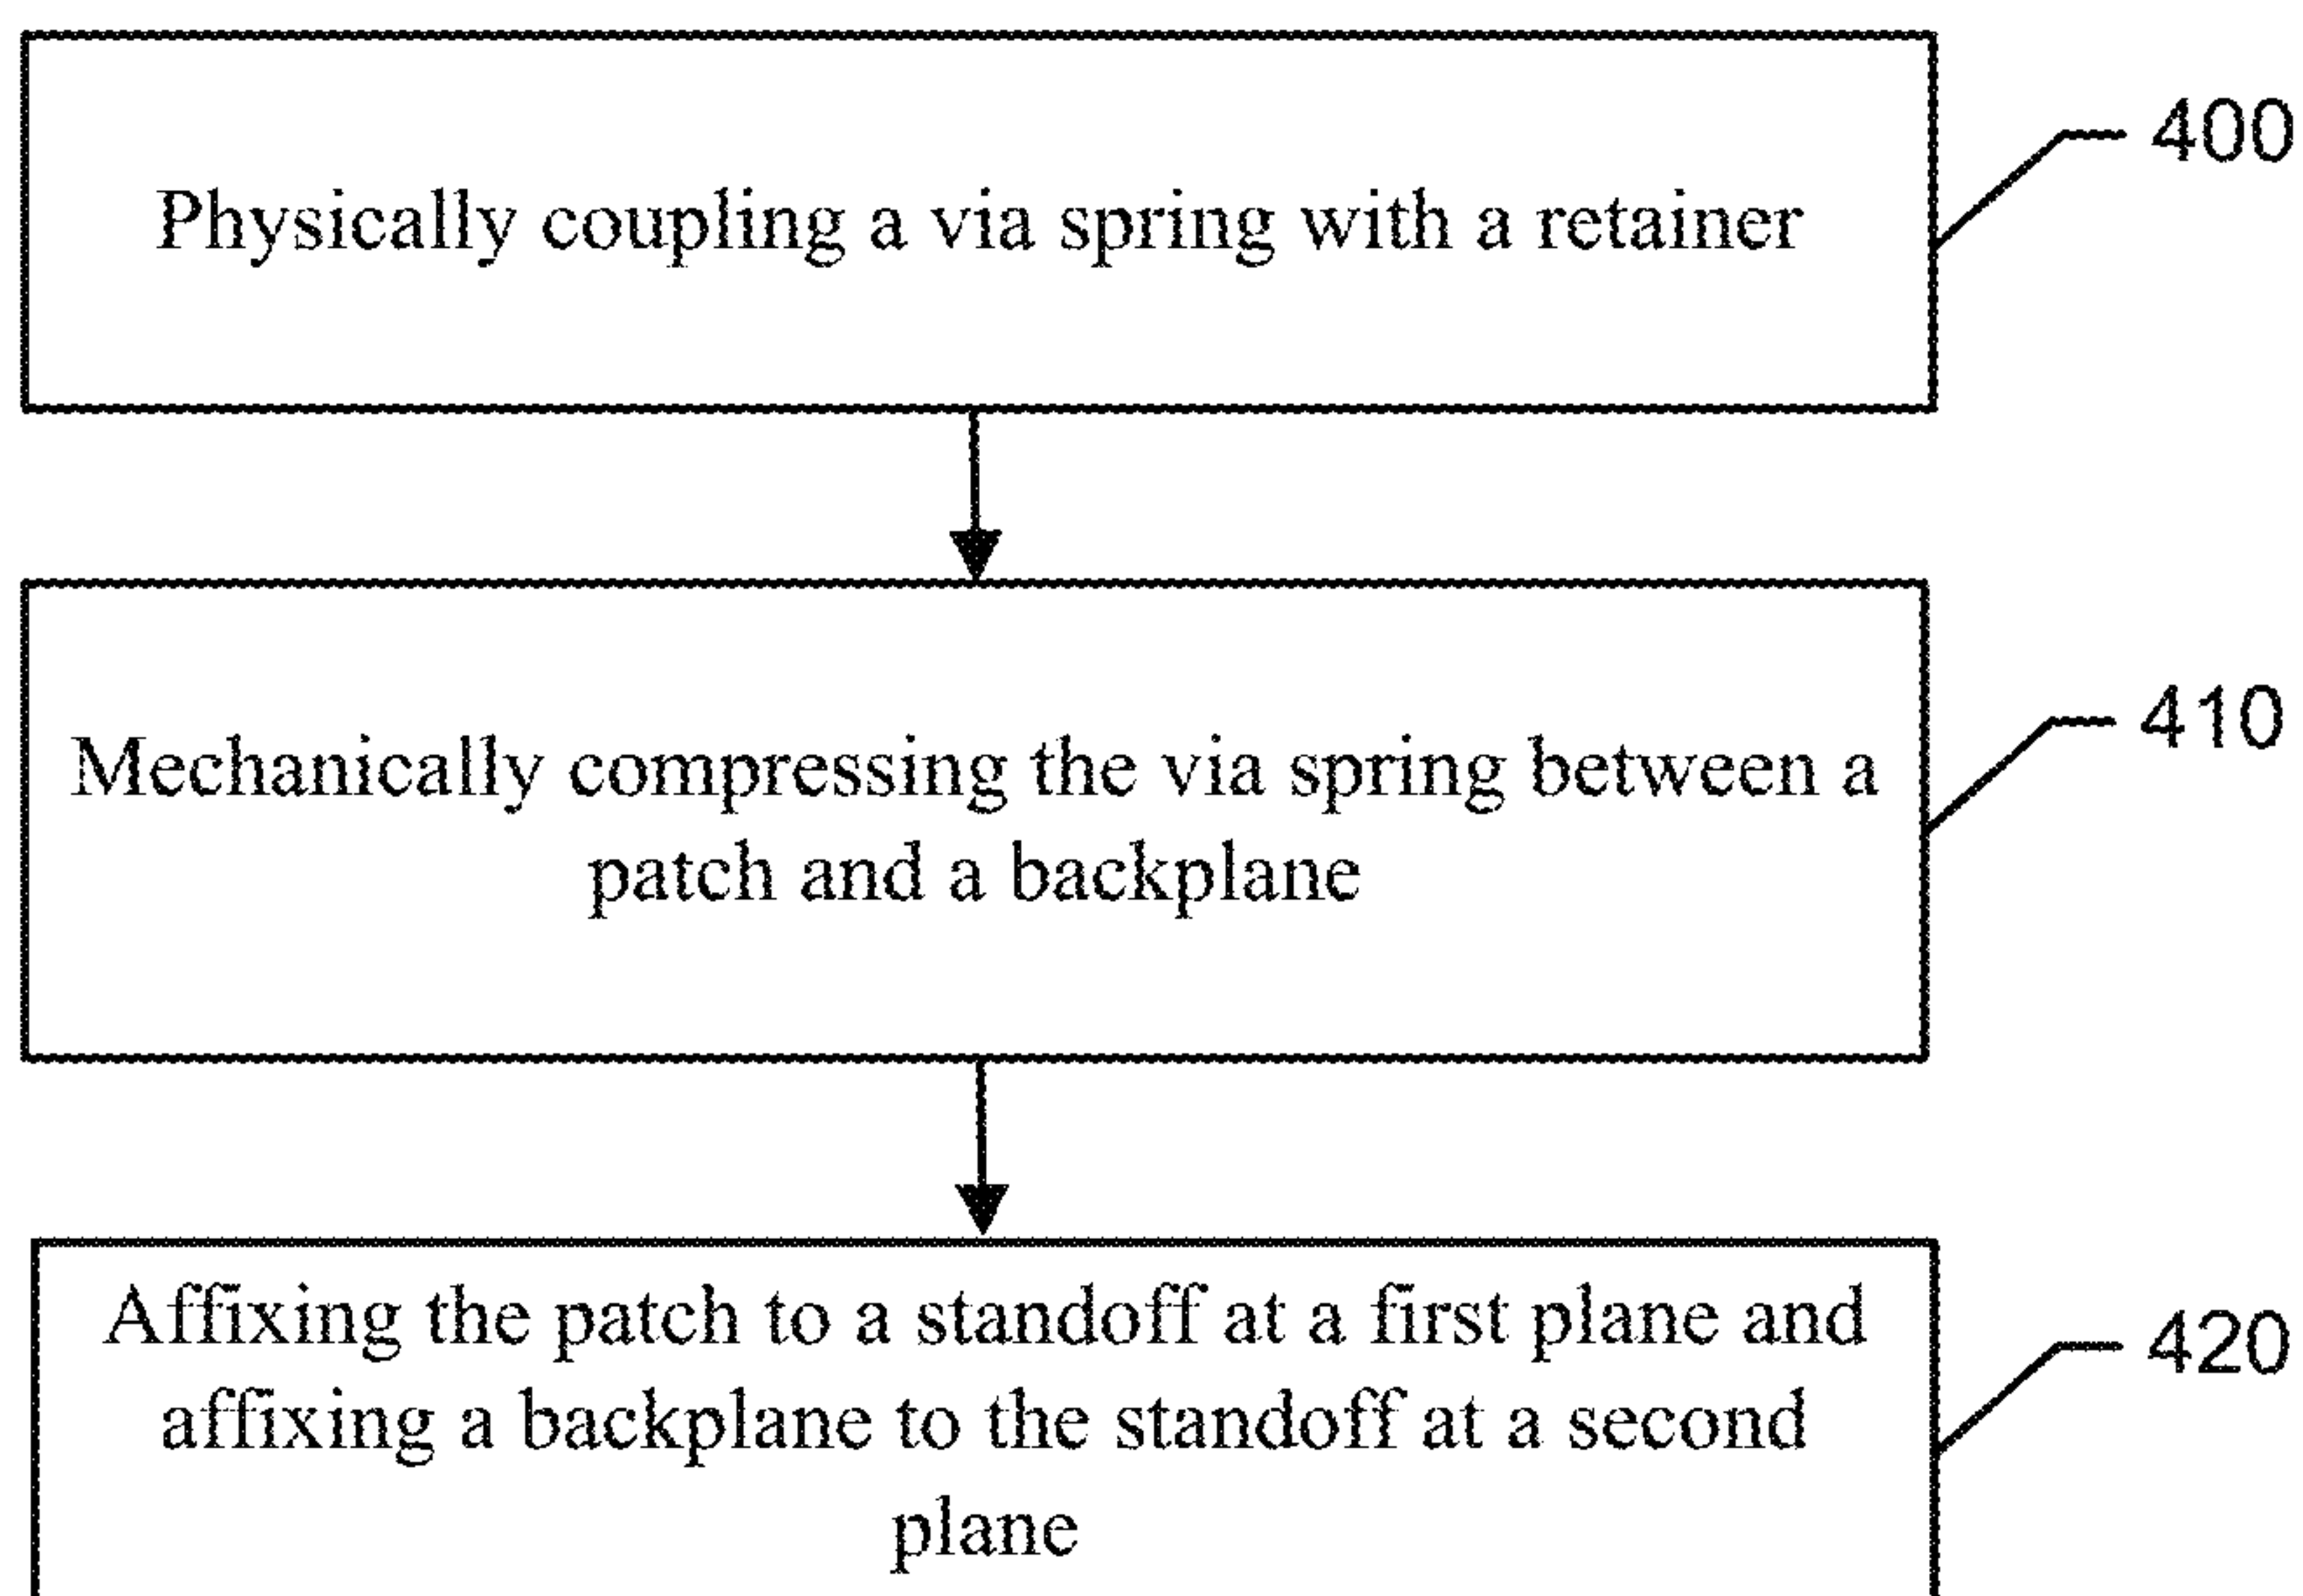 Physically coupling a via spring with a retainer
400
Mechanically compressing the via spring between a
patch and a backplane
410
Affixing the patch to a standoff at a first plane and
affixing a backplane to the standoff at a second
plane
420